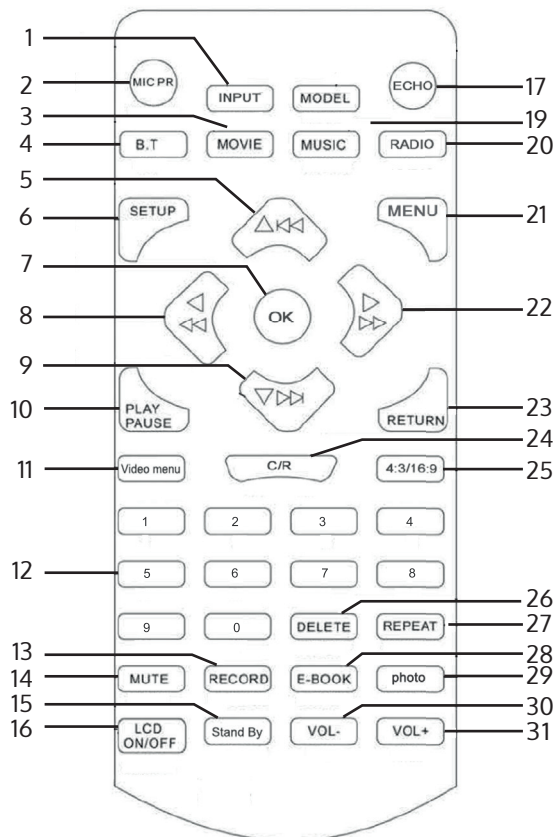 1
2 MIC PR ECHO 17
INPUT MODEL
3 19
4 B.T MOVIE MUSIC RADIO 20
5
6 SETUP MENU 21
7
8 OK 22
9
10 PLAY PAUSE RETURN 23
24
11 Video menu C/R 4:3/16:9 25
1 2 3 4
12 5 6 7 8
26
9 0 DELETE REPEAT 27
13 28
14 MUTE RECORD E-BOOK photo 29
15 30
16 LCD ON/OFF Stand By VOL- VOL+ 31